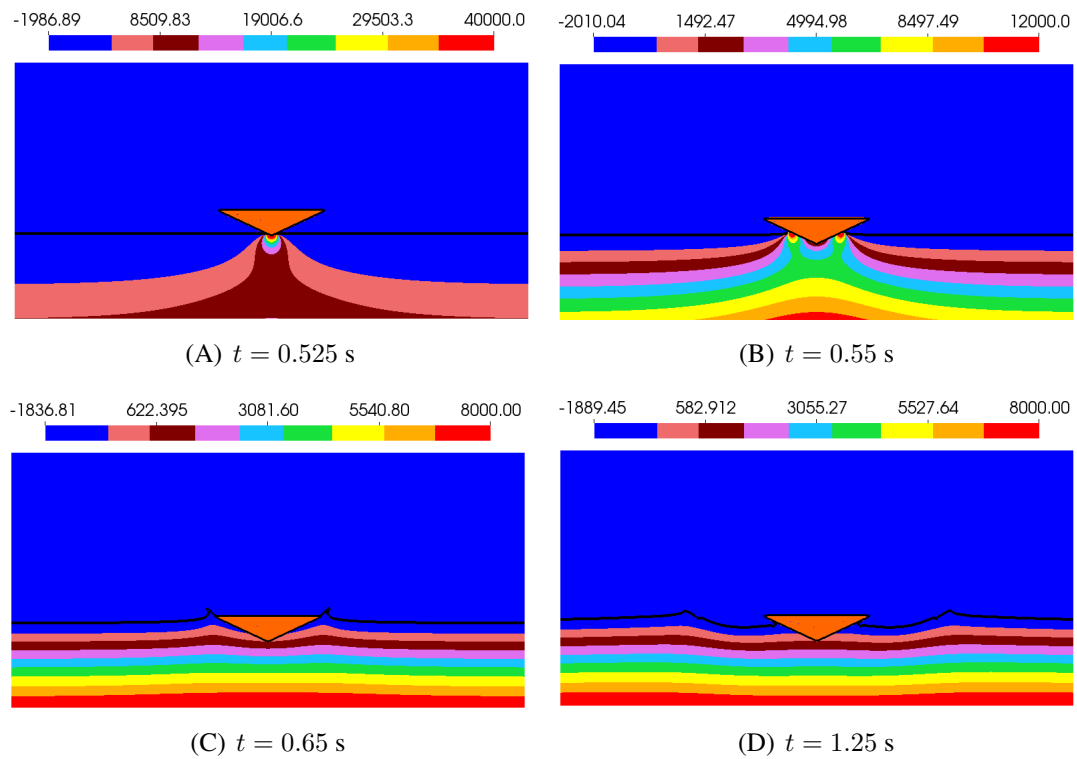 -1986.89 8509.83 19006.6 29503.3 40000.0
-2010.04 1492.47 4994.98 8497.49 12000.0
(A) t = 0.525 s
(B) t = 0.55 s
-1836.81 622.395 3081.60 5540.80 8000.00
-1889.45 582.912 3055.27 5527.64 8000.00
(C) t = 0.65 s
(D) t = 1.25 s